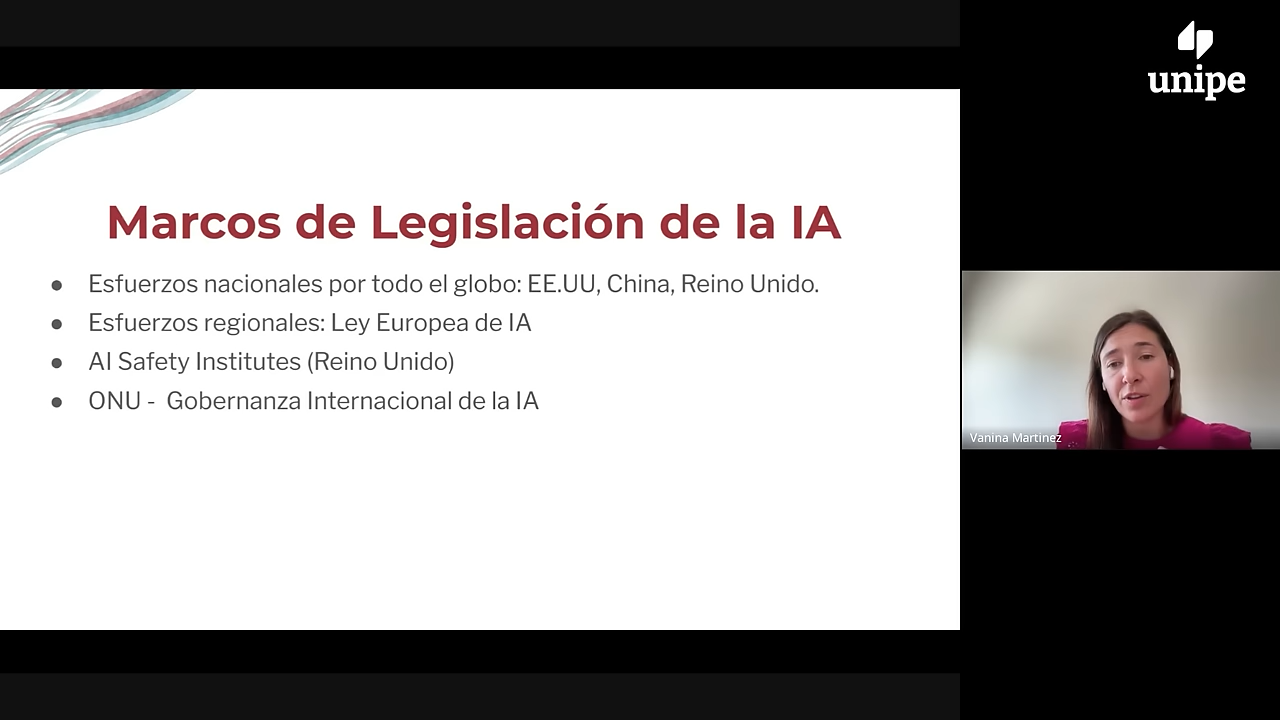 unipe
Marcos de Legislación de la IA
● Esfuerzos nacionales por todo el globo: EE.UU, China, Reino Unido.
● Esfuerzos regionales: Ley Europea de IA
● AI Safety Institutes (Reino Unido)
● ONU - Gobernanza Internacional de la IA
Vanina Martinez